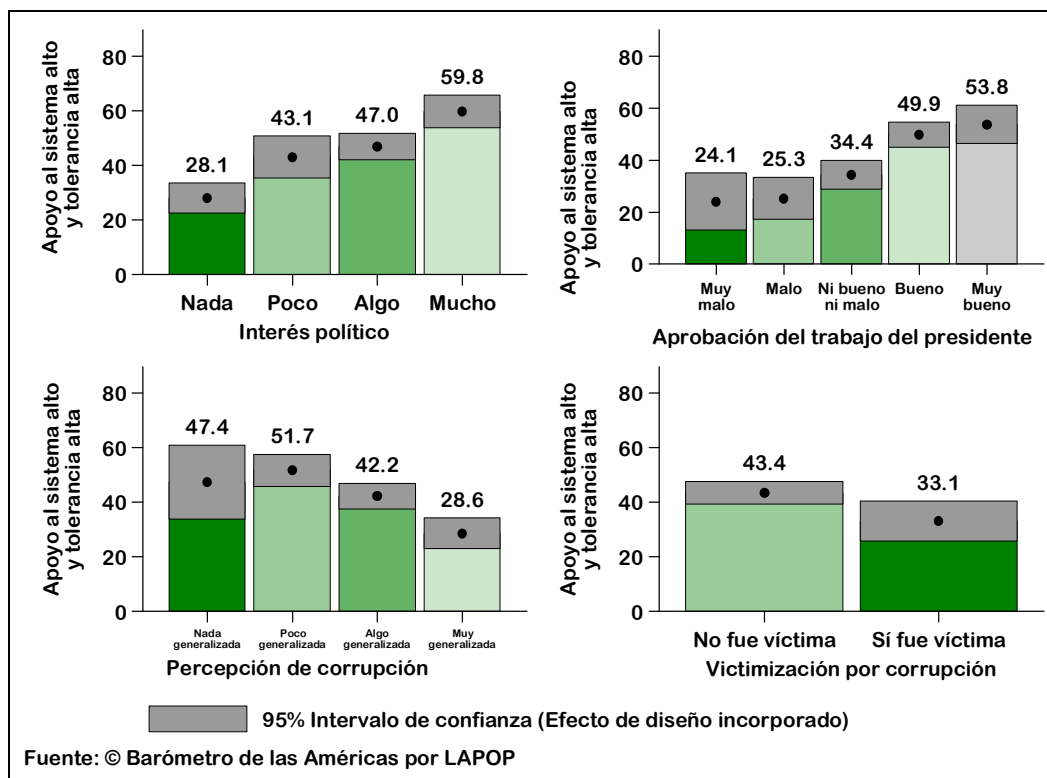 Apoyo al sistema alto
y tolerancia alta
80
60
40
20
0
28.1
43.1
47.0
59.8
Nada
Poco
Algo
Mucho
Interés político
Apoyo al sistema alto
y tolerancia alta
80
60
40
20
0
24.1
25.3
34.4
49.9
53.8
Muy
malo
Malo
Ni bueno
ni malo
Bueno
Muy
bueno
Aprobación del trabajo del presidente
Apoyo al sistema alto
y tolerancia alta
80
60
40
20
0
47.4
51.7
42.2
28.6
Nada
generalizada
Poco
generalizada
Algo
generalizada
Muy
generalizada
Percepción de corrupción
Apoyo al sistema alto
y tolerancia alta
80
60
40
20
0
43.4
33.1
No fue víctima
Sí fue víctima
Victimización por corrupción
95% Intervalo de confianza (Efecto de diseño incorporado)
Fuente: © Barómetro de las Américas por LAPOP